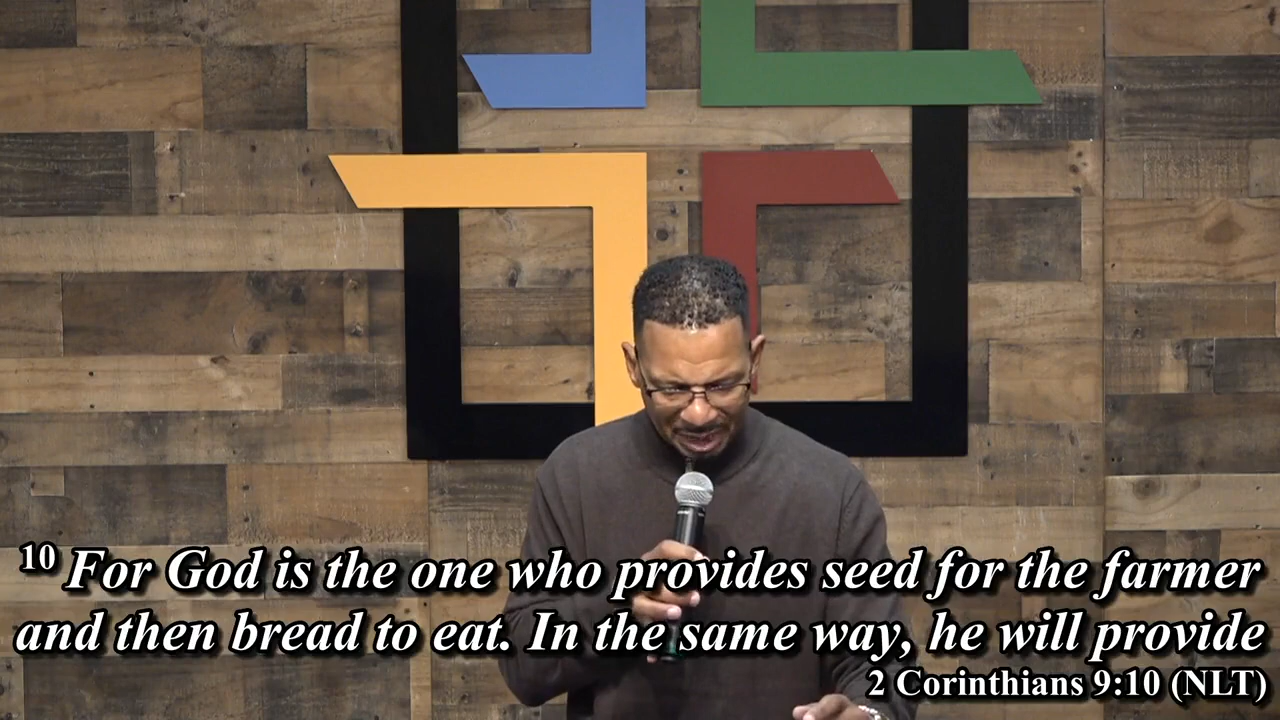 10 For God is the one who provides seed for the farmer
and then bread to eat. In the same way, he will provide
2 Corinthians 9:10 (NLT)